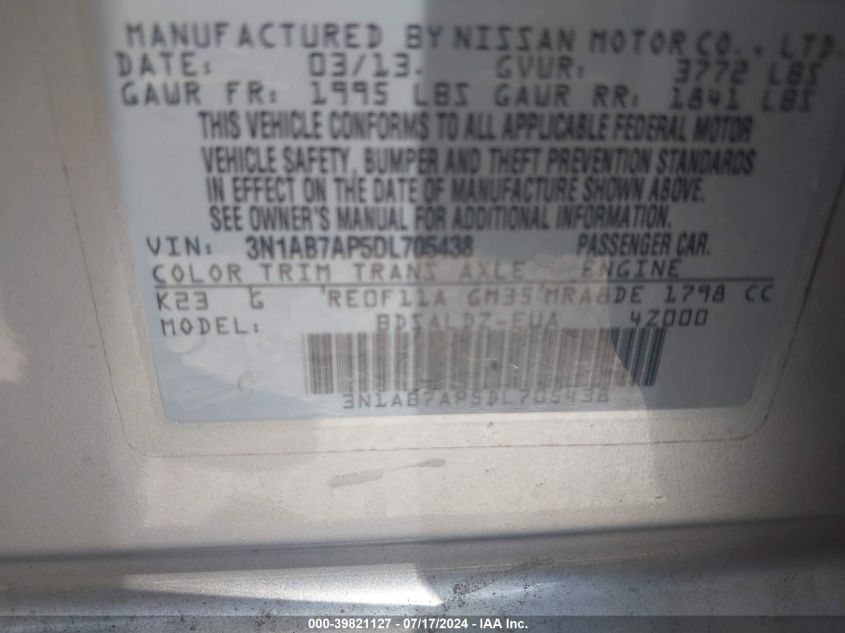 MANUFACTURED BY NISSAN MOTOR CO., LTD.
DATE: 03/13. GVWR: 3772 LBS
GAWR FR: 1995 LBS GAWR RR: 1841 LBS
THIS VEHICLE CONFORMS TO ALL APPLICABLE FEDERAL MOTOR
VEHICLE SAFETY, BUMPER AND THEFT PREVENTION STANDARDS
IN EFFECT ON THE DATE OF MANUFACTURE SHOWN ABOVE.
SEE OWNER'S MANUAL FOR ADDITIONAL INFORMATION.
VIN: 3N1AB7AP5DL705438 PASSENGER CAR.
COLOR TRIM TRANS AXLE ENGINE
K23 G RE0F11A GM35 MRA8DE 1798 CC
MODEL: BDSALDZ-EUA 4Z000
3N1AB7AP5DL705438
000-39821127 - 07/17/2024 - IAAI Inc.